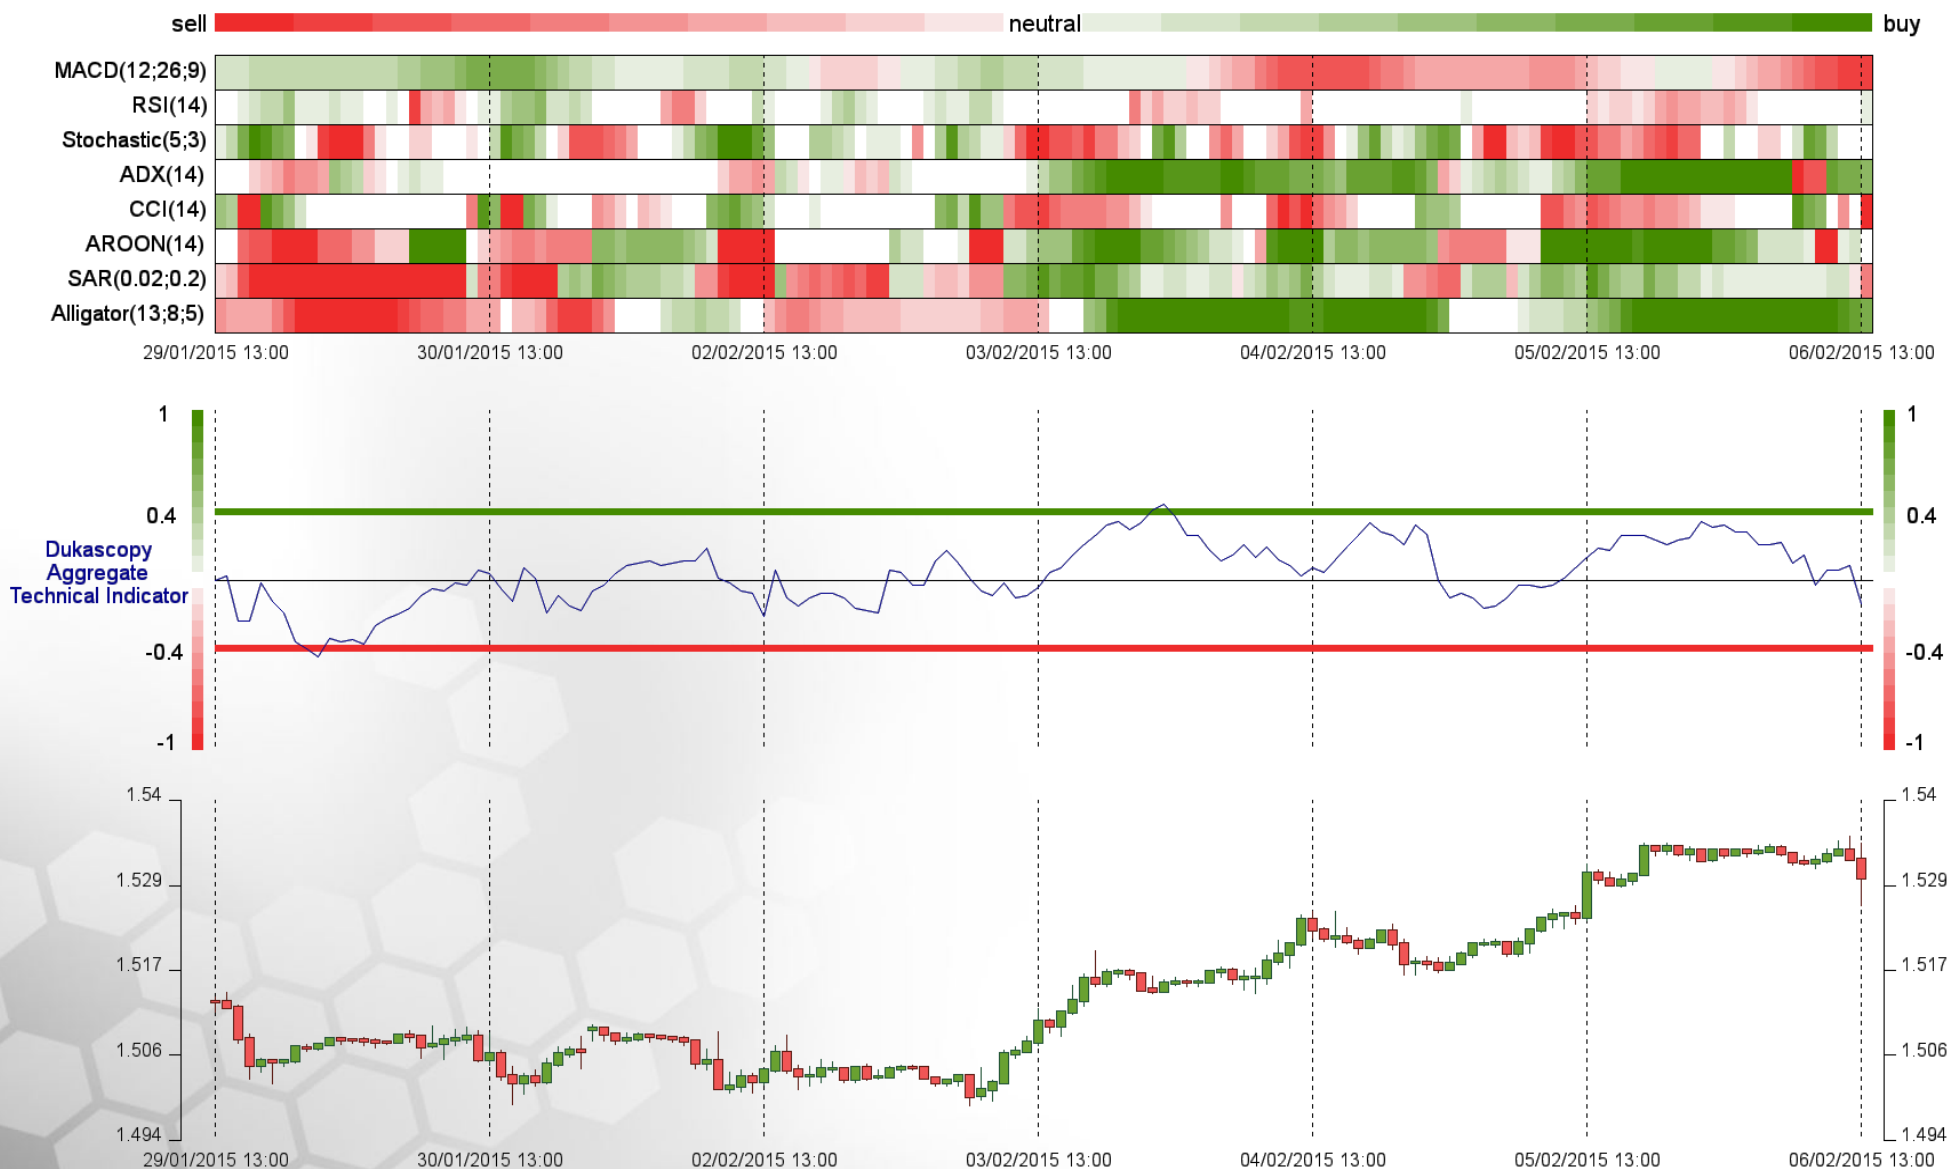 sell neutral buy
MACD(12;26;9)
RSI(14)
Stochastic(5;3)
ADX(14)
CCI(14)
AROON(14)
SAR(0.02;0.2)
Alligator(13;8;5)
29/01/2015 13:00 30/01/2015 13:00 02/02/2015 13:00 03/02/2015 13:00 04/02/2015 13:00 05/02/2015 13:00 06/02/2015 13:00
1 1
0.4 0.4
Dukascopy
Aggregate
Technical Indicator
-0.4 -0.4
-1 -1
1.54 1.54
1.529 1.529
1.517 1.517
1.506 1.506
1.494 1.494
29/01/2015 13:00 30/01/2015 13:00 02/02/2015 13:00 03/02/2015 13:00 04/02/2015 13:00 05/02/2015 13:00 06/02/2015 13:00